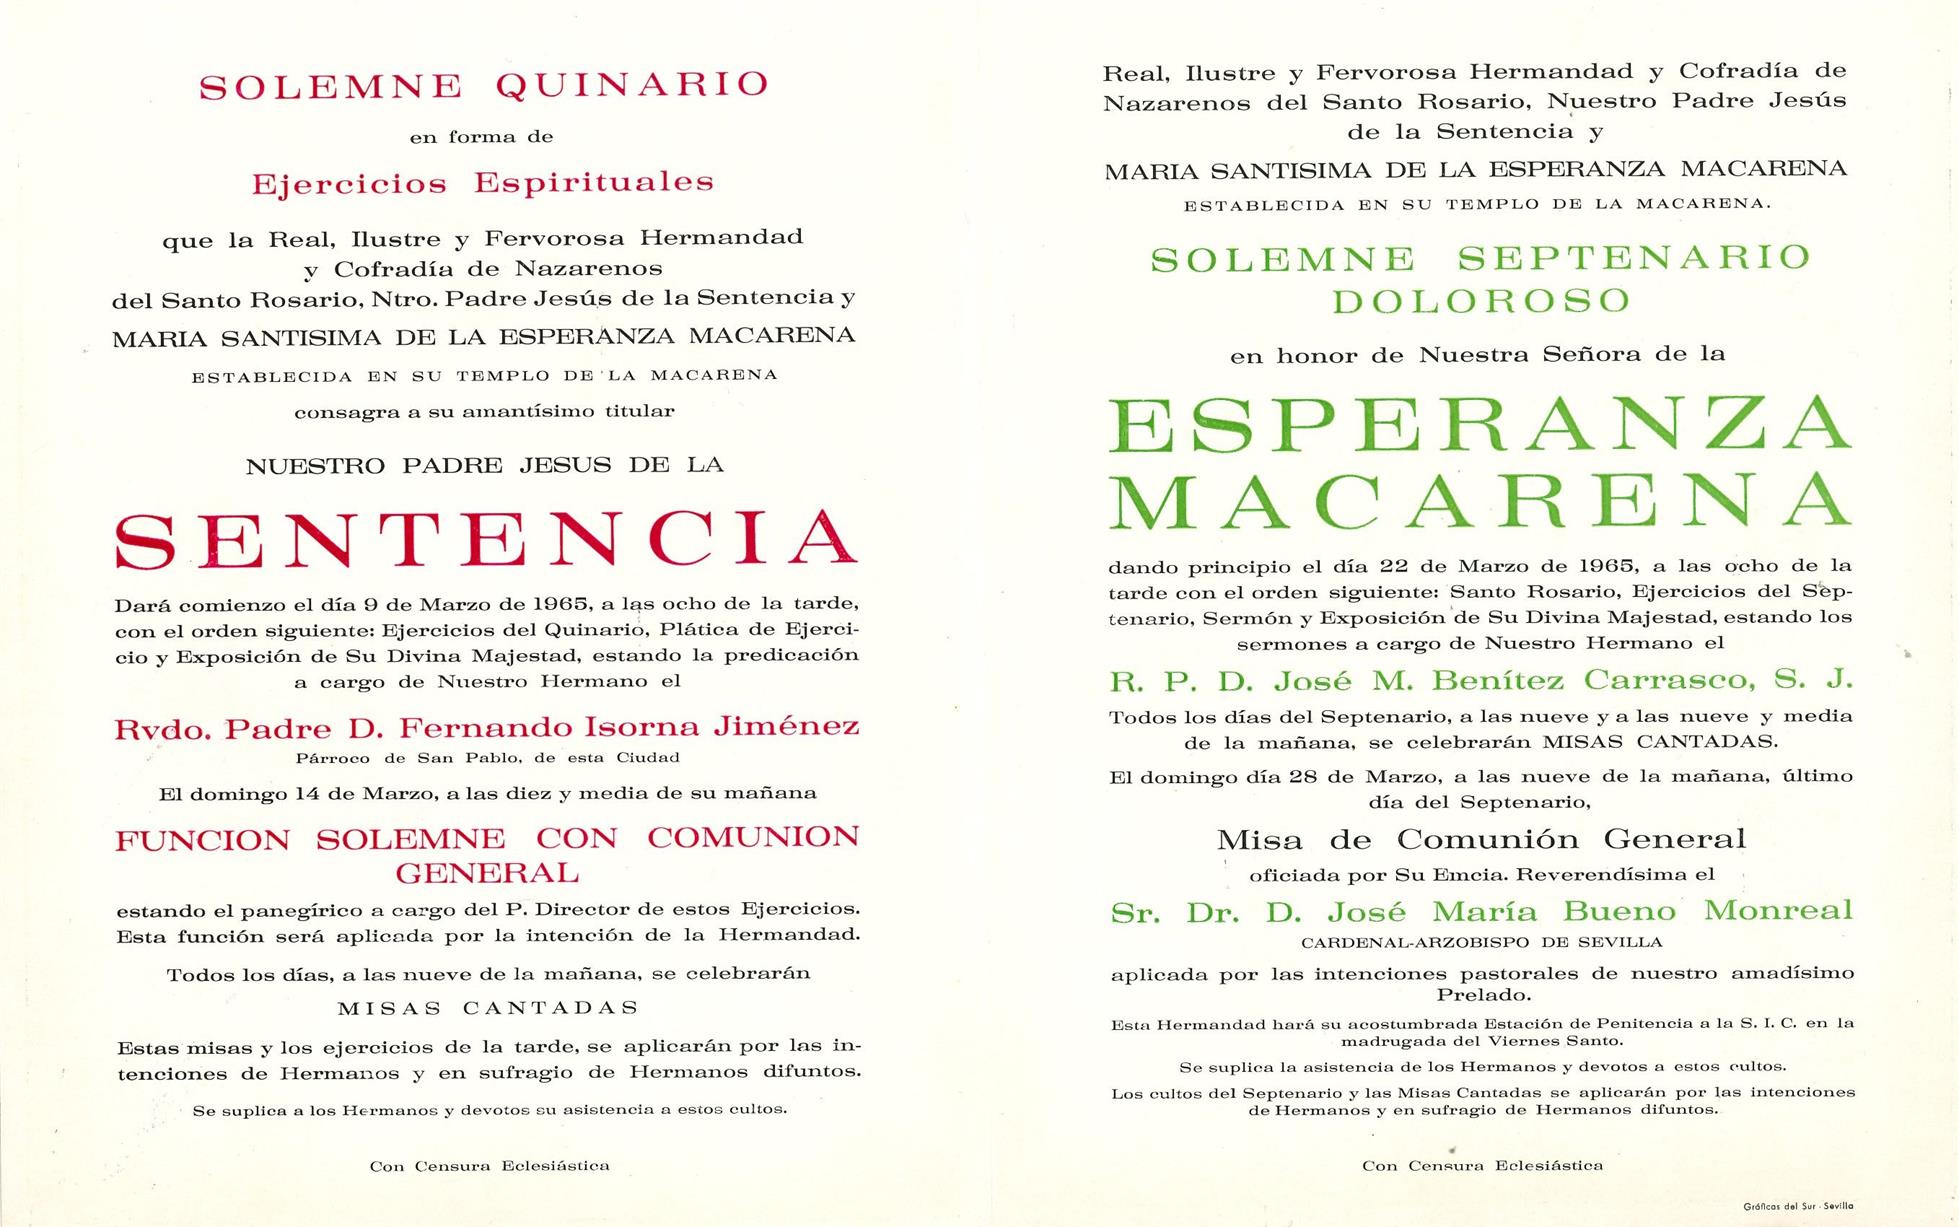 SOLEMNE QUINARIO
en forma de
Ejercicios Espirituales
que la Real, Ilustre y Fervorosa Hermandad
y Cofradía de Nazarenos
del Santo Rosario, Ntro. Padre Jesús de la Sentencia y
MARIA SANTISIMA DE LA ESPERANZA MACARENA
ESTABLECIDA EN SU TEMPLO DE LA MACARENA
consagra a su amantísimo titular
NUESTRO PADRE JESUS DE LA
SENTENCIA
Dará comienzo el día 9 de Marzo de 1965, a las ocho de la tarde,
con el orden siguiente: Ejercicios del Quinario, Plática de Ejerci-
cio y Exposición de Su Divina Majestad, estando la predicación
a cargo de Nuestro Hermano el
Rvdo. Padre D. Fernando Isorna Jiménez
Párroco de San Pablo, de esta Ciudad
El domingo 14 de Marzo, a las diez y media de su mañana
FUNCION SOLEMNE CON COMUNION
GENERAL
estando el panegírico a cargo del P. Director de estos Ejercicios.
Esta función será aplicada por la intención de la Hermandad.
Todos los días, a las nueve de la mañana, se celebrarán
MISAS CANTADAS
Estas misas y los ejercicios de la tarde, se aplicarán por las in-
tenciones de Hermanos y en sufragio de Hermanos difuntos.
Se suplica a los Hermanos y devotos su asistencia a estos cultos.
Con Censura Eclesiástica
Real, Ilustre y Fervorosa Hermandad y Cofradía de
Nazarenos del Santo Rosario, Nuestro Padre Jesús
de la Sentencia y
MARIA SANTISIMA DE LA ESPERANZA MACARENA
ESTABLECIDA EN SU TEMPLO DE LA MACARENA.
SOLEMNE SEPTENARIO
DOLOROSO
en honor de Nuestra Señora de la
ESPERANZA
MACARENA
dando principio el día 22 de Marzo de 1965, a las ocho de la
tarde con el orden siguiente: Santo Rosario, Ejercicios del Sep-
tenario, Sermón y Exposición de Su Divina Majestad, estando los
sermones a cargo de Nuestro Hermano el
R. P. D. José M. Benítez Carrasco, S. J.
Todos los días del Septenario, a las nueve y a las nueve y media
de la mañana, se celebrarán MISAS CANTADAS.
El domingo día 28 de Marzo, a las nueve de la mañana, último
día del Septenario,
Misa de Comunión General
oficiada por Su Emcia. Reverendísima el
Sr. Dr. D. José María Bueno Monreal
CARDENAL-ARZOBISPO DE SEVILLA
aplicada por las intenciones pastorales de nuestro amadísimo
Prelado.
Esta Hermandad hará su acostumbrada Estación de Penitencia a la S. I. C. en la
madrugada del Viernes Santo.
Se suplica la asistencia de los Hermanos y devotos a estos cultos.
Los cultos del Septenario y las Misas Cantadas se aplicarán por las intenciones
de Hermanos y en sufragio de Hermanos difuntos.
Con Censura Eclesiástica
Gráficas del Sur - Sevilla